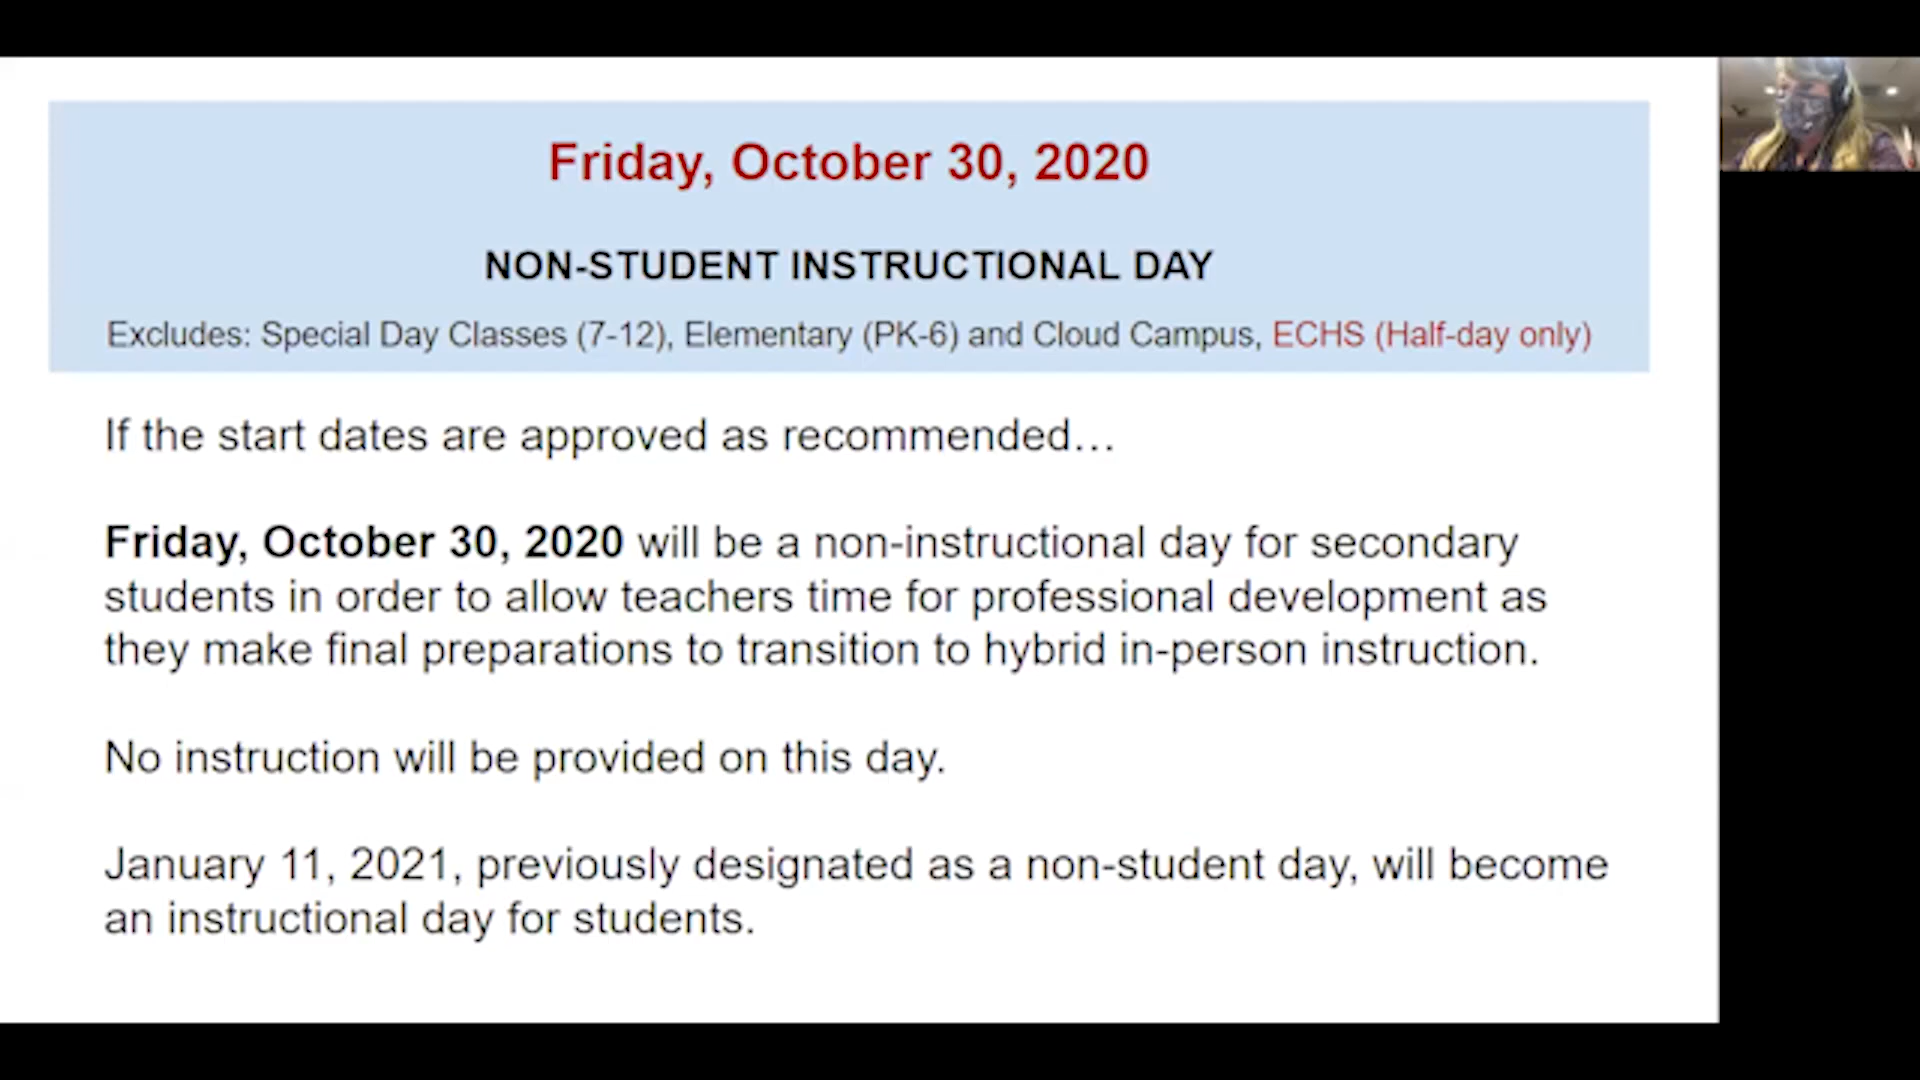 Friday, October 30, 2020
NON-STUDENT INSTRUCTIONAL DAY
Excludes: Special Day Classes (7-12), Elementary (PK-6) and Cloud Campus, ECHS (Half-day only)
If the start dates are approved as recommended…
Friday, October 30, 2020 will be a non-instructional day for secondary
students in order to allow teachers time for professional development as
they make final preparations to transition to hybrid in-person instruction.
No instruction will be provided on this day.
January 11, 2021, previously designated as a non-student day, will become
an instructional day for students.